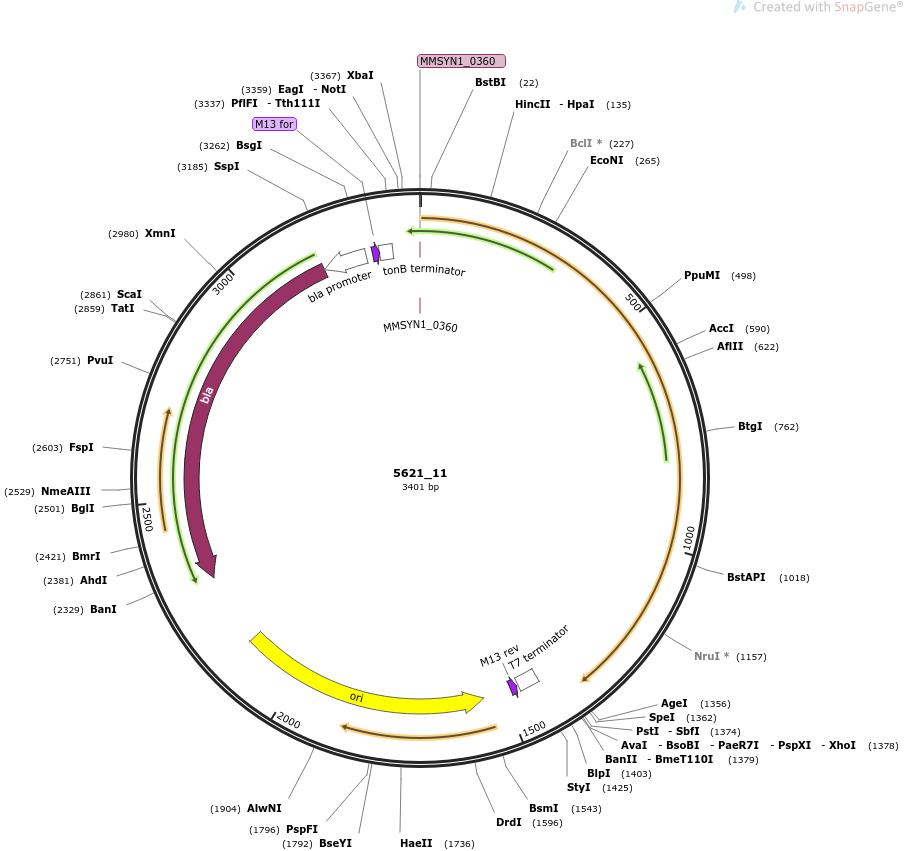 Created with SnapGene®
MMSYN1_0360
(3367) XbaI
(3359) EagI - NotI
(3337) PflFI - Tth111I
M13 for
(3262) BsgI
(3185) SspI
BstBI (22)
HincII - HpaI (135)
BclI * (227)
EcoNI (265)
(2980) XmnI
3000
bla promoter
tonB terminator
MMSYN1_0360
PpuMI (498)
500
(2861) ScaI
(2859) TatI
AccI (590)
AflII (622)
(2751) PvuI
bla
BtgI (762)
(2603) FspI
5621_11
3401 bp
(2529) NmeAIII
(2501) BglI
2500
1000
(2421) BmrI
(2381) AhdI
(2329) BanI
BstAPI (1018)
NruI * (1157)
M13 rev
T7 terminator
ori
2000
1500
AgeI (1356)
SpeI (1362)
PstI - SbfI (1374)
AvaI - BsoBI - PaeR7I - PspXI - XhoI (1378)
BanII - BmeT110I (1379)
BlpI (1403)
StyI (1425)
BsmI (1543)
DrdI (1596)
(1904) AlwNI
(1796) PspFI
(1792) BseYI
HaeII (1736)